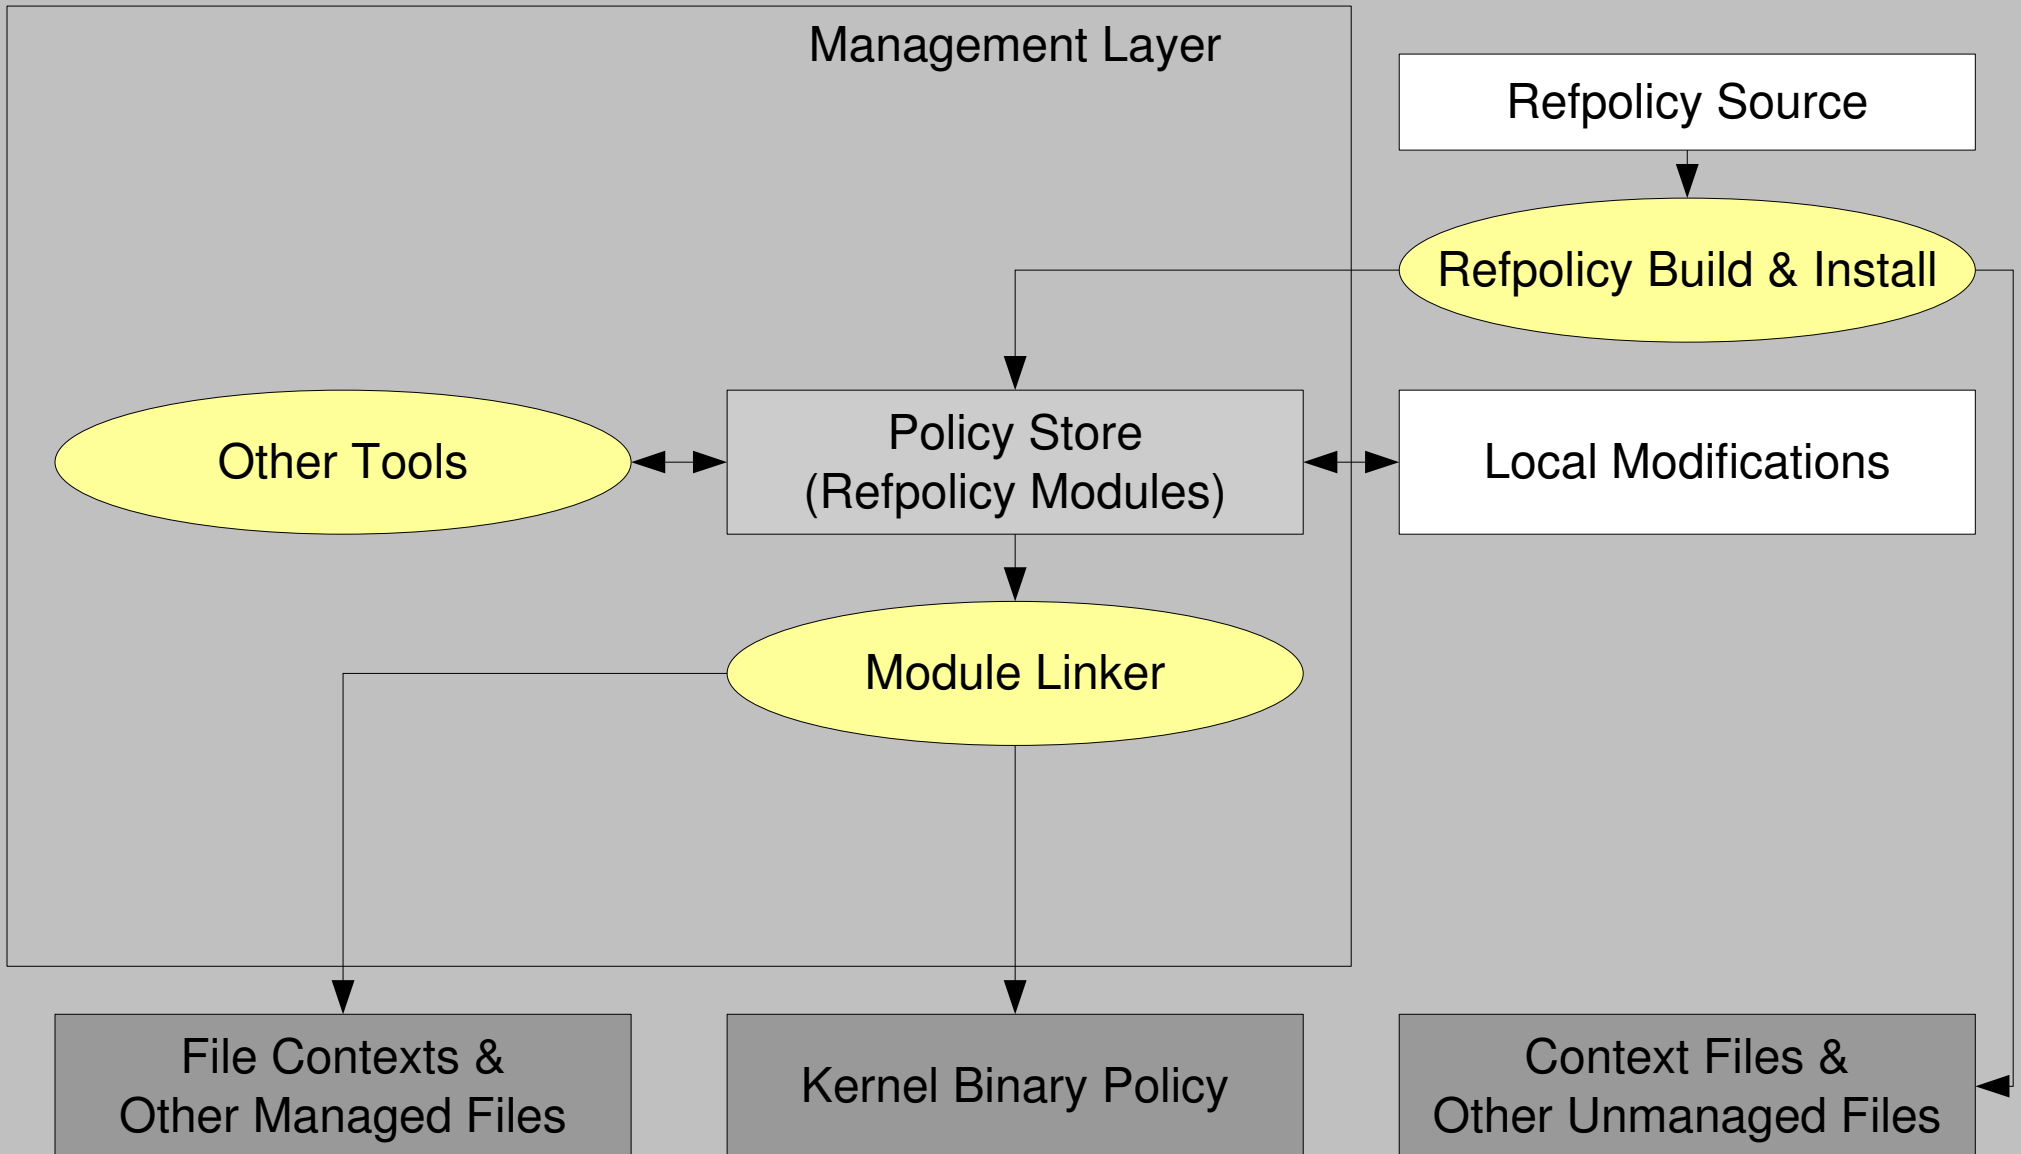 Management Layer
Refpolicy Source
Refpolicy Build & Install
Other Tools
Policy Store
(Refpolicy Modules)
Local Modifications
Module Linker
File Contexts &
Other Managed Files
Kernel Binary Policy
Context Files &
Other Unmanaged Files